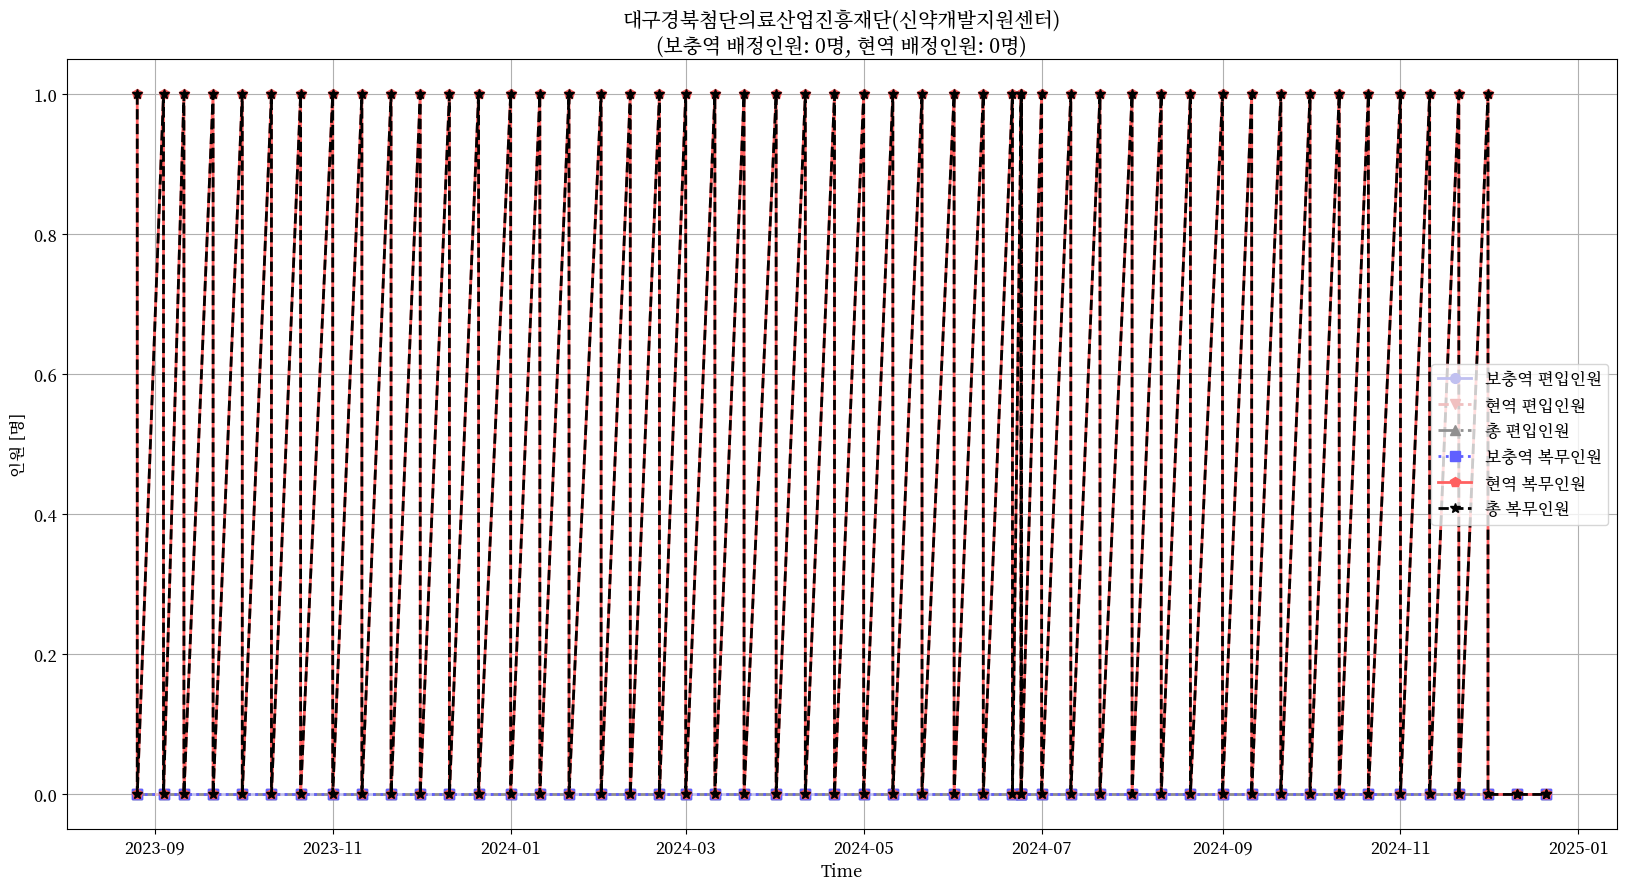 대구경북첨단의료산업진흥재단(신약개발지원센터)
(보충역 배정인원: 0명, 현역 배정인원: 0명)
1.0
0.8
0.6
0.4
0.2
0.0
인원 [명]
보충역 편입인원
현역 편입인원
총 편입인원
보충역 복무인원
현역 복무인원
총 복무인원
2023-09 2023-11 2024-01 2024-03 2024-05 2024-07 2024-09 2024-11 2025-01
Time